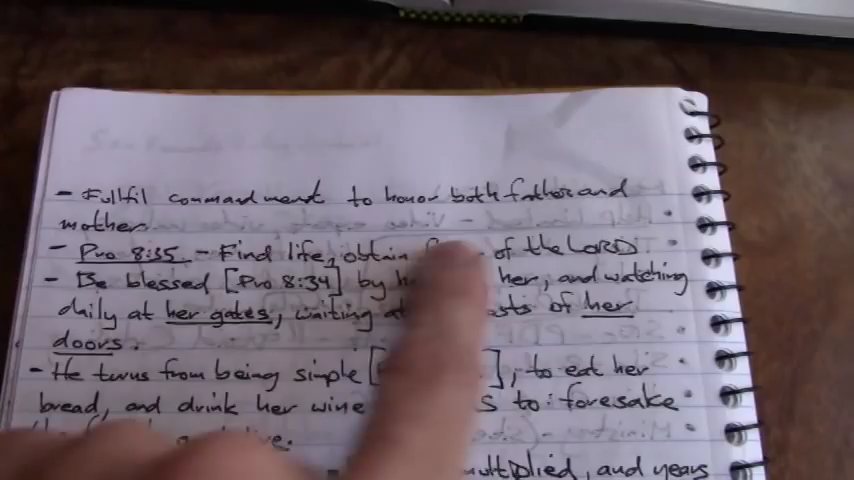 - Fullfil commandment to honor both father and
mother
- Pro 8:35 - Find life, obtain of the LORD
- Be blessed [Pro 8:34] by her, and watching
daily at her gates, waiting at of her
doors.
- He turns from being simple [ ], to eat her
bread, and drink her wine to foresake
multiplied, and years